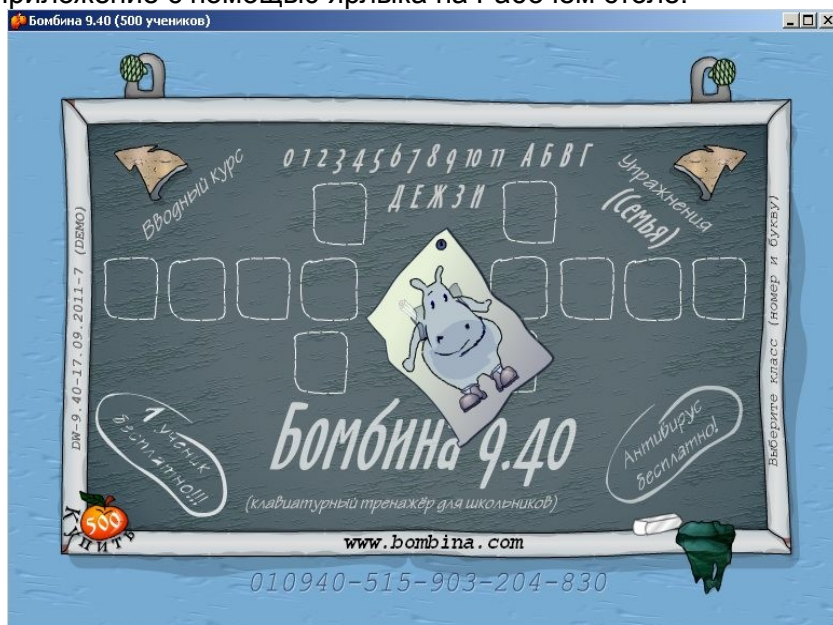 приложение с помощью ярлыка на Рабочем столе.
Бомбина 9.40 (500 учеников)
0 1 2 3 4 5 6 7 8 9 10 11 А Б В Г
Д Е Ж З И
Вводный курс
Упражнения
(Семья)
DW-9.40-17.09.2011-7 (DEMO)
Выберите класс (номер и букву)
1 ученик
бесплатно!!!
Бомбина 9.40
Антивирус
бесплатно!
(клавиатурный тренажёр для школьников)
500
КУПИТЬ
www.bombina.com
010940-515-903-204-830